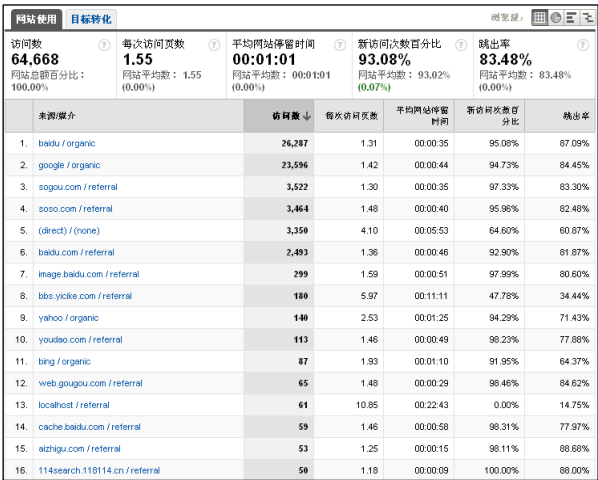 网站使用 目标转化 浏览量:
访问数 每次访问页数 平均网站停留时间 新访问次数百分比 跳出率
64,668 1.55 00:01:01 93.08% 83.48%
网站总额百分比: 网站平均数: 1.55 网站平均数: 00:01:01 网站平均数: 93.02% 网站平均数: 83.48%
100.00% (0.00%) (0.00%) (0.07%) (0.00%)
来源/媒介 访问数↓ 每次访问页数 平均网站停留时间 新访问次数百分比 跳出率
1. baidu / organic 26,287 1.31 00:00:35 95.08% 87.09%
2. google / organic 23,596 1.42 00:00:44 94.73% 84.45%
3. sogou.com / referral 3,522 1.30 00:00:35 97.33% 83.30%
4. soso.com / referral 3,464 1.48 00:00:40 95.96% 82.48%
5. (direct) / (none) 3,350 4.10 00:05:53 64.60% 60.87%
6. baidu.com / referral 2,493 1.36 00:00:46 92.90% 81.87%
7. image.baidu.com / referral 299 1.59 00:00:51 97.99% 80.60%
8. bbs.yicike.com / referral 180 5.97 00:11:11 47.78% 34.44%
9. yahoo / organic 140 2.53 00:01:25 94.29% 71.43%
10. youdao.com / referral 113 1.46 00:00:49 98.23% 77.88%
11. bing / organic 87 1.93 00:01:10 91.95% 64.37%
12. web.gougou.com / referral 65 1.48 00:00:29 98.46% 84.62%
13. localhost / referral 61 10.85 00:22:43 0.00% 14.75%
14. cache.baidu.com / referral 59 1.46 00:00:58 98.31% 77.97%
15. aizhigu.com / referral 53 1.25 00:00:15 98.11% 88.68%
16. 114search.118114.cn / referral 50 1.18 00:00:09 100.00% 88.00%